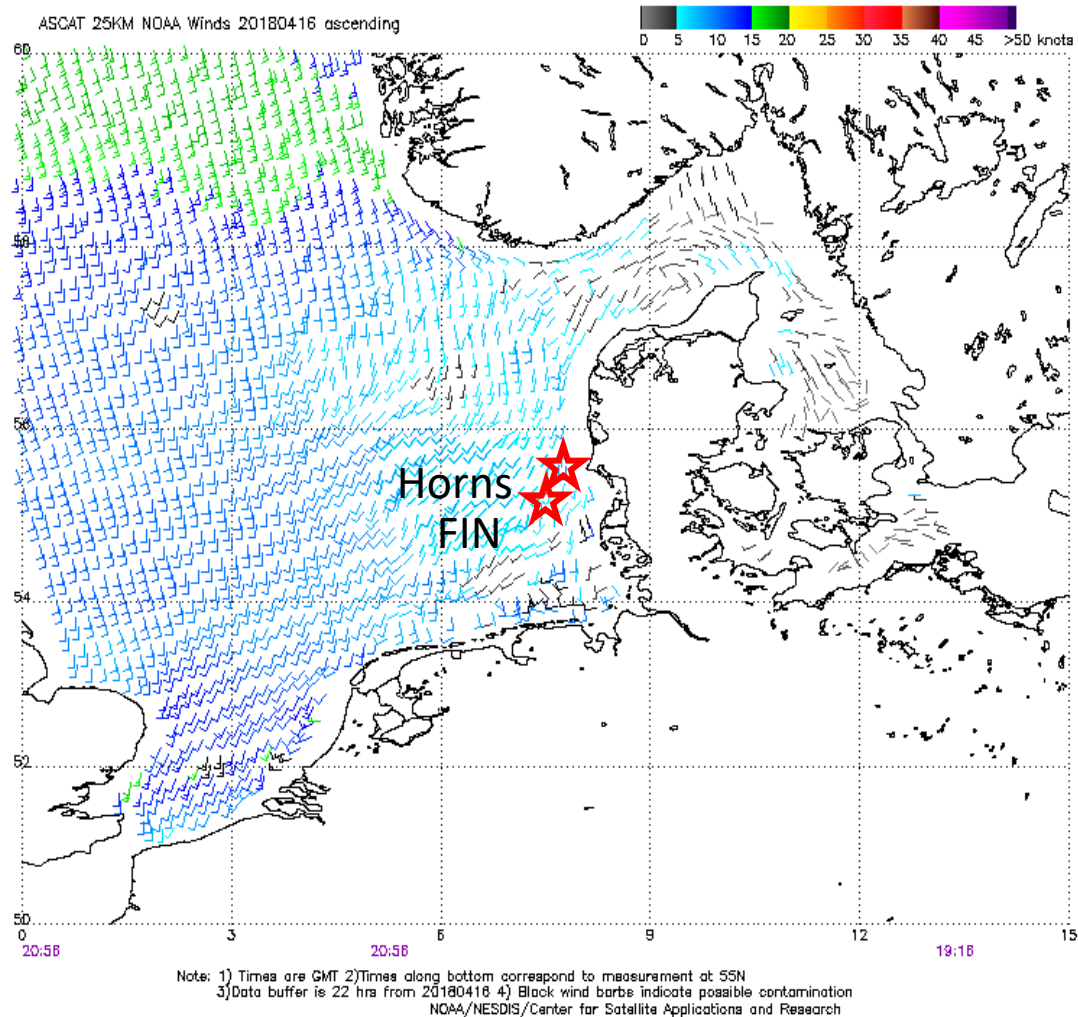 ASCAT 25KM NOAA Winds 20180416 ascending
0 5 10 15 20 25 30 35 40 45 >50 knots
60
58
56
Horns
FIN
54
52
50
0 3 6 9 12 15
20:56 20:56 19:16
Note: 1) Times are GMT 2)Times along bottom correspond to measurement at 55N
3)Data buffer is 22 hrs from 20180416 4) Black wind barbs indicate possible contamination
NOAA/NESDIS/Center for Satellite Applications and Research